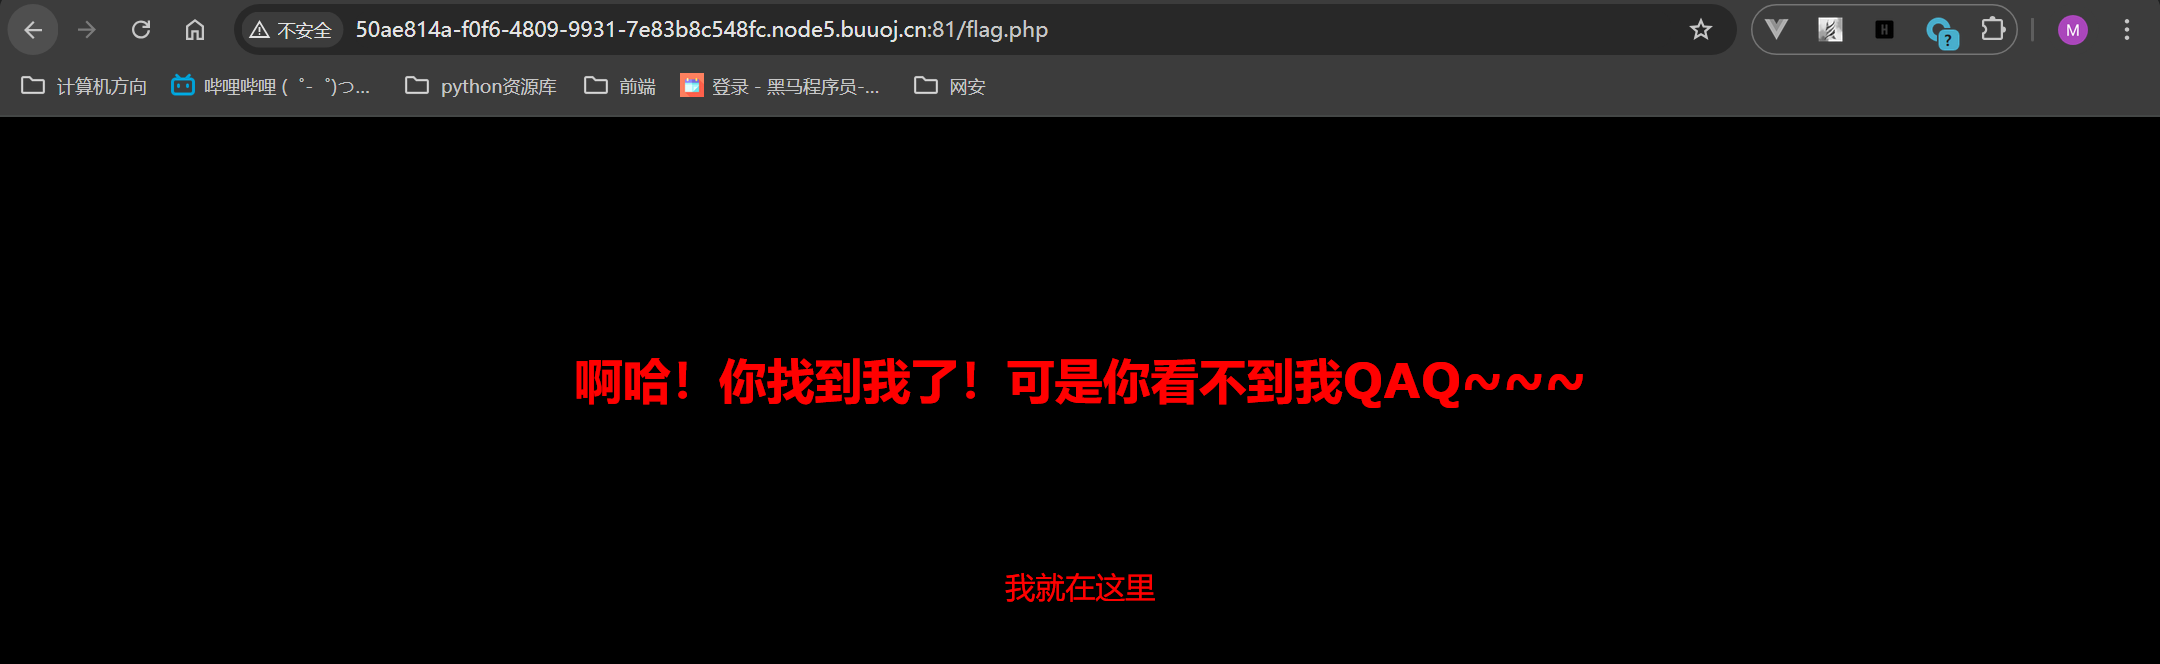 不安全 50ae814a-f0f6-4809-9931-7e83b8c548fc.node5.buuoj.cn:81/flag.php ? H M
计算机方向 哔哩哔哩 (゜-゜)つ... python资源库 前端 登录 - 黑马程序员-... 网安
啊哈！你找到我了！可是你看不到我QAQ~~~
我就在这里